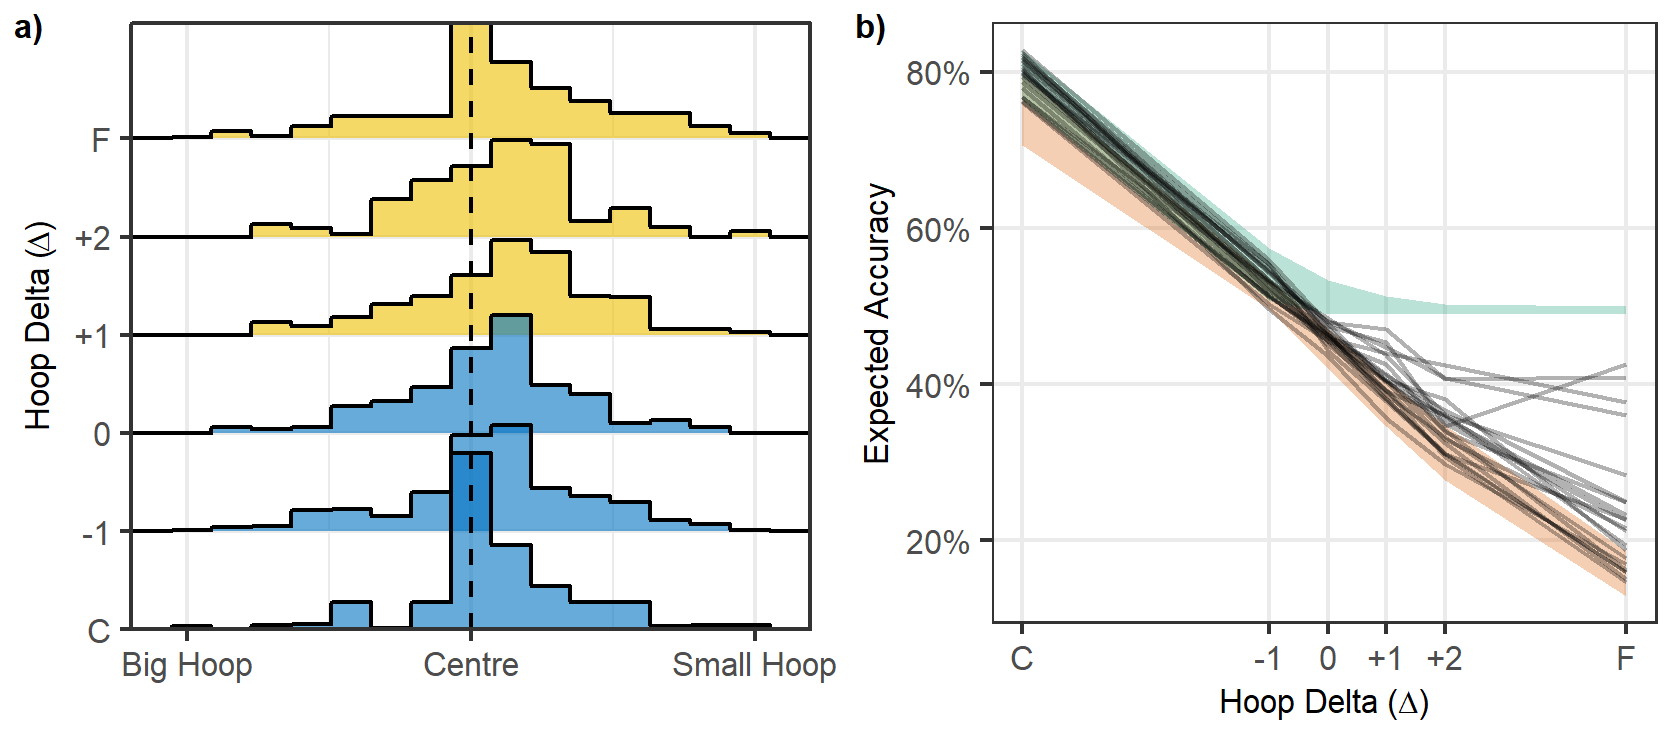 a)
Hoop Delta (Δ)
F
+2
+1
0
-1
C
Big Hoop
Centre
Small Hoop
b)
Expected Accuracy
80%
60%
40%
20%
C
-1
0
+1
+2
F
Hoop Delta (Δ)